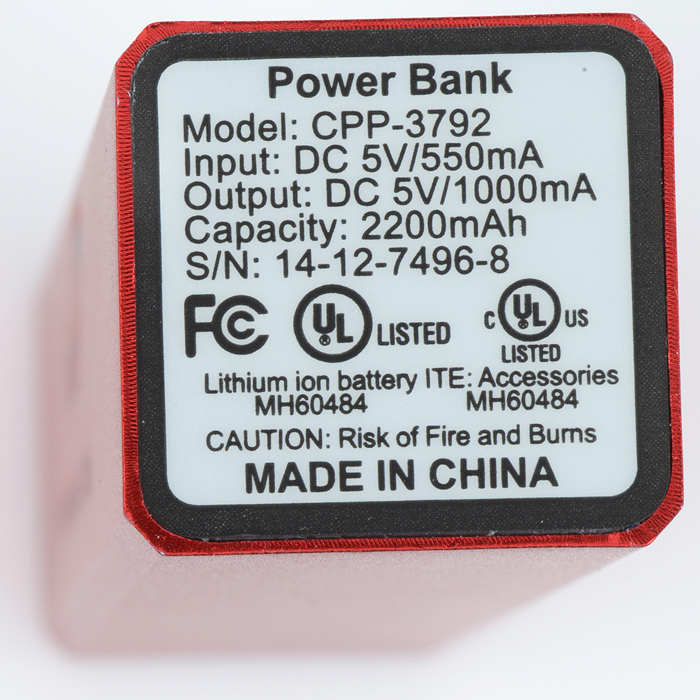 Power Bank
Model: CPP-3792
Input: DC 5V/550mA
Output: DC 5V/1000mA
Capacity: 2200mAh
S/N: 14-12-7496-8
FC UL ® LISTED C UL ® US LISTED
Lithium ion battery ITE: Accessories
MH60484 MH60484
CAUTION: Risk of Fire and Burns
MADE IN CHINA